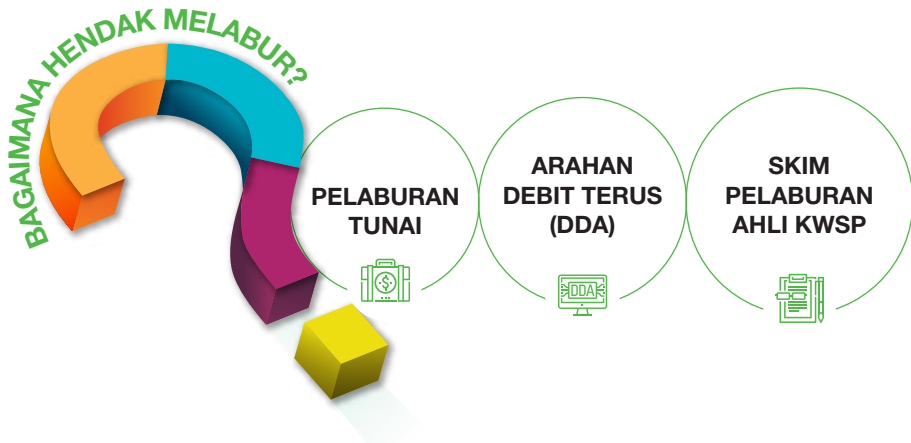 BAGAIMANA HENDAK MELABUR?
PELABURAN
TUNAI
ARAHAN
DEBIT TERUS
(DDA)
DDA
SKIM
PELABURAN
AHLI KWSP